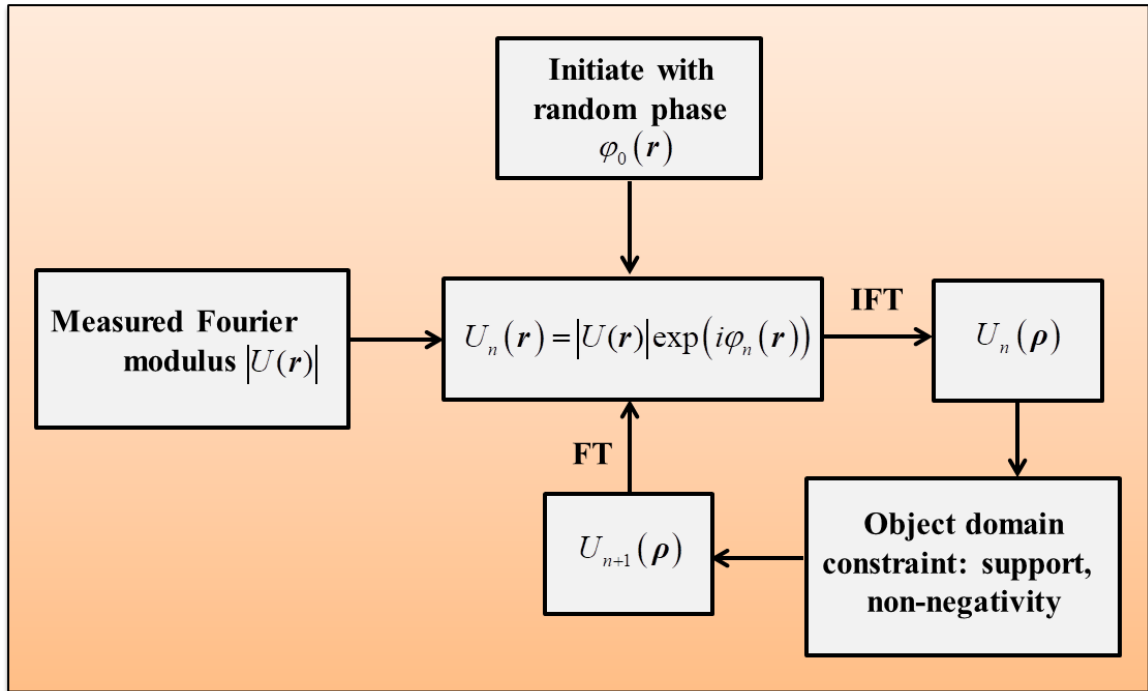 Initiate with
random phase
φ₀(r)
Measured Fourier
modulus |U(r)|
Uₙ(r) = |U(r)| exp(iφₙ(r))
IFT
Uₙ(ρ)
FT
Uₙ₊₁(ρ)
Object domain
constraint: support,
non-negativity